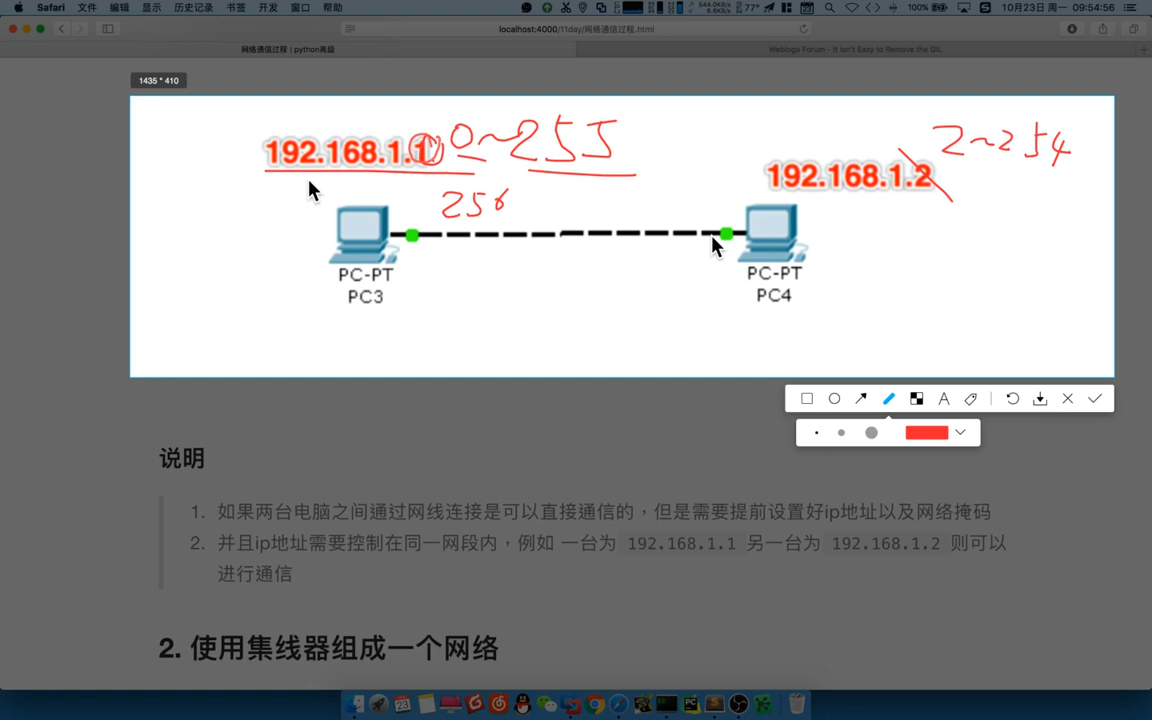 Safari 文件 编辑 显示 历史记录 书签 开发 窗口 帮助 77° 100% 10月23日 周一 09:54:56
localhost:4000/11day/网络通信过程.html
网络通信过程 | python高级 Weblogs Forum - It isn't Easy to Remove the GIL
1435 * 410
192.168.1.1 0~255
256
192.168.1.2 2~254
PC-PT
PC3
PC-PT
PC4
A
说明
1. 如果两台电脑之间通过网线连接是可以直接通信的，但是需要提前设置好ip地址以及网络掩码
2. 并且ip地址需要控制在同一网段内，例如 一台为 192.168.1.1 另一台为 192.168.1.2 则可以
进行通信
2. 使用集线器组成一个网络